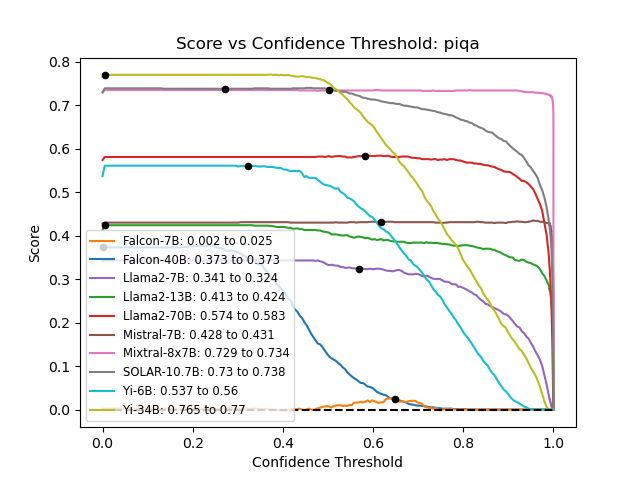 Score vs Confidence Threshold: piqa
0.8
0.7
0.6
0.5
0.4
0.3
0.2
0.1
0.0
Score
Falcon-7B: 0.002 to 0.025
Falcon-40B: 0.373 to 0.373
Llama2-7B: 0.341 to 0.324
Llama2-13B: 0.413 to 0.424
Llama2-70B: 0.574 to 0.583
Mistral-7B: 0.428 to 0.431
Mixtral-8x7B: 0.729 to 0.734
SOLAR-10.7B: 0.73 to 0.738
Yi-6B: 0.537 to 0.56
Yi-34B: 0.765 to 0.77
0.0 0.2 0.4 0.6 0.8 1.0
Confidence Threshold